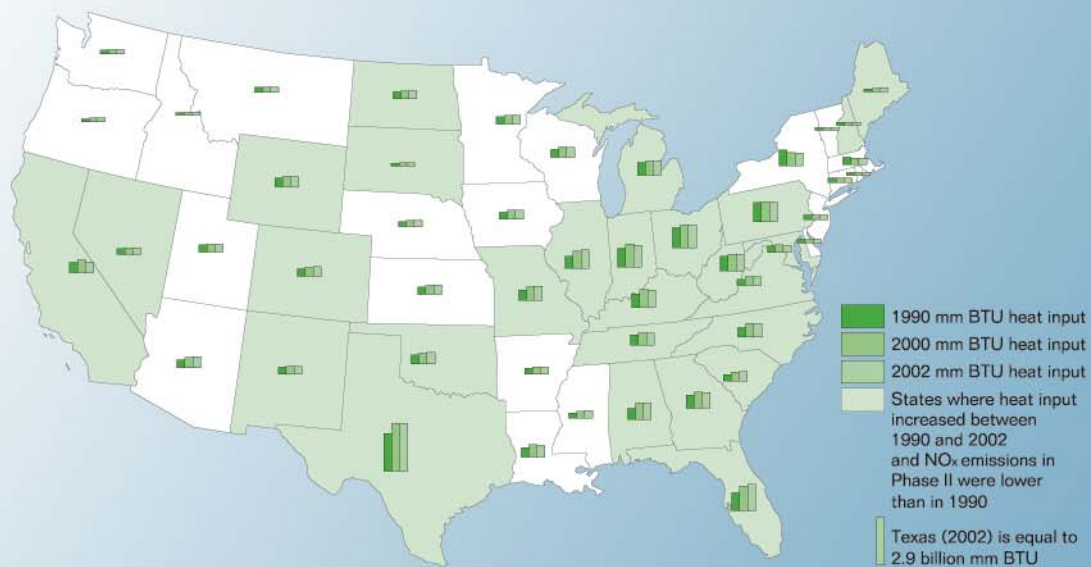 1990 mm BTU heat input
2000 mm BTU heat input
2002 mm BTU heat input
States where heat input
increased between
1990 and 2002
and NOx emissions in
Phase II were lower
than in 1990
Texas (2002) is equal to
2.9 billion mm BTU